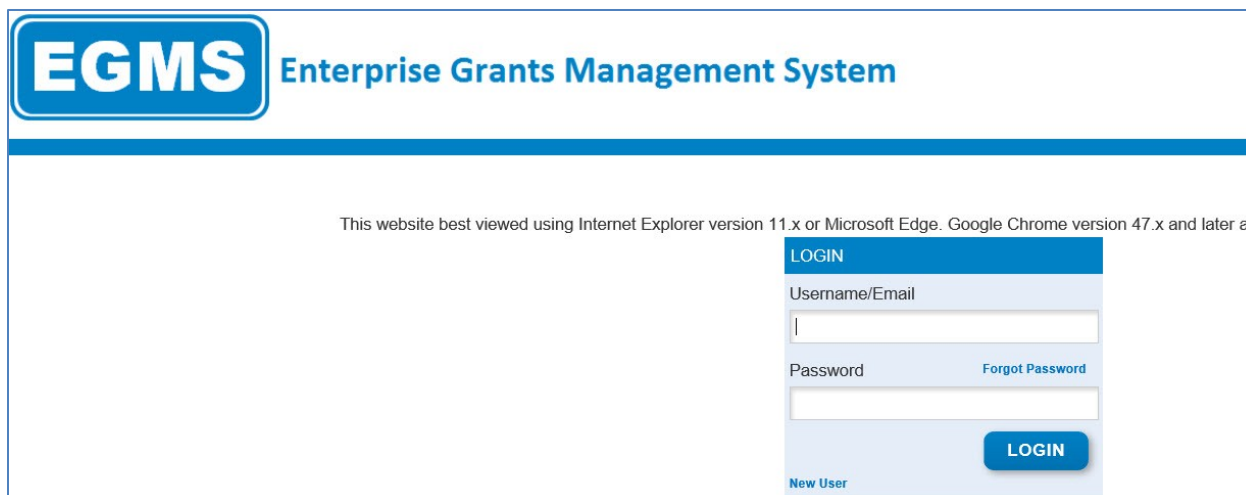 EGMS
Enterprise Grants Management System
This website best viewed using Internet Explorer version 11.x or Microsoft Edge. Google Chrome version 47.x and later
LOGIN
Username/Email
Password
Forgot Password
LOGIN
New User